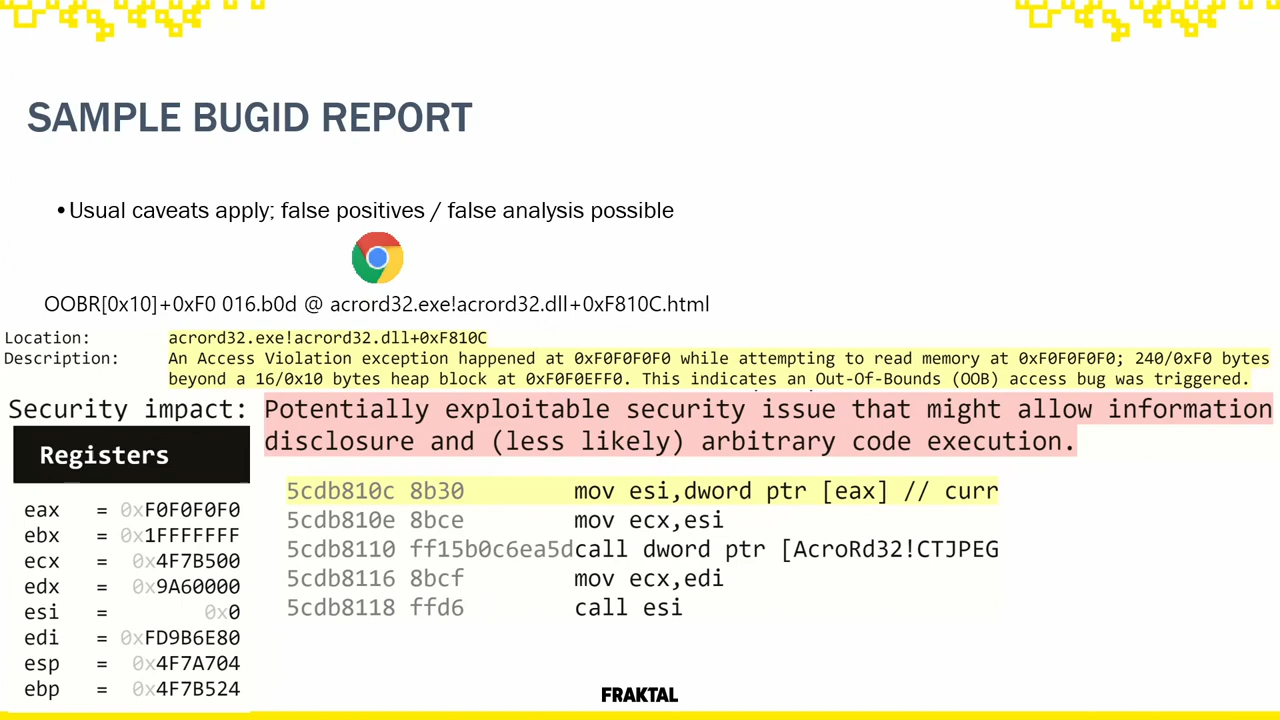 SAMPLE BUGID REPORT
•Usual caveats apply; false positives / false analysis possible
OOBR[0x10]+0xF0 016.b0d @ acrord32.exe!acrord32.dll+0xF810C.html
Location: acrord32.exe!acrord32.dll+0xF810C
Description: An Access Violation exception happened at 0xF0F0F0F0 while attempting to read memory at 0xF0F0F0F0; 240/0xF0 bytes
beyond a 16/0x10 bytes heap block at 0xF0F0EFF0. This indicates an Out-Of-Bounds (OOB) access bug was triggered.
Security impact: Potentially exploitable security issue that might allow information
disclosure and (less likely) arbitrary code execution.
Registers
eax = 0xF0F0F0F0
ebx = 0x1FFFFFFF
ecx = 0x4F7B500
edx = 0x9A60000
esi = 0x0
edi = 0xFD9B6E80
esp = 0x4F7A704
ebp = 0x4F7B524
5cdb810c 8b30 mov esi,dword ptr [eax] // curr
5cdb810e 8bce mov ecx,esi
5cdb8110 ff15b0c6ea5dcall dword ptr [AcroRd32!CTJPEG
5cdb8116 8bcf mov ecx,edi
5cdb8118 ffd6 call esi
FRAKTAL